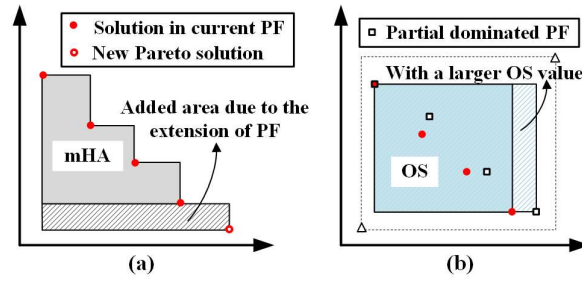 Solution in current PF
New Pareto solution
Added area due to the
extension of PF
mHA
(a)
Partial dominated PF
With a larger OS value
OS
(b)